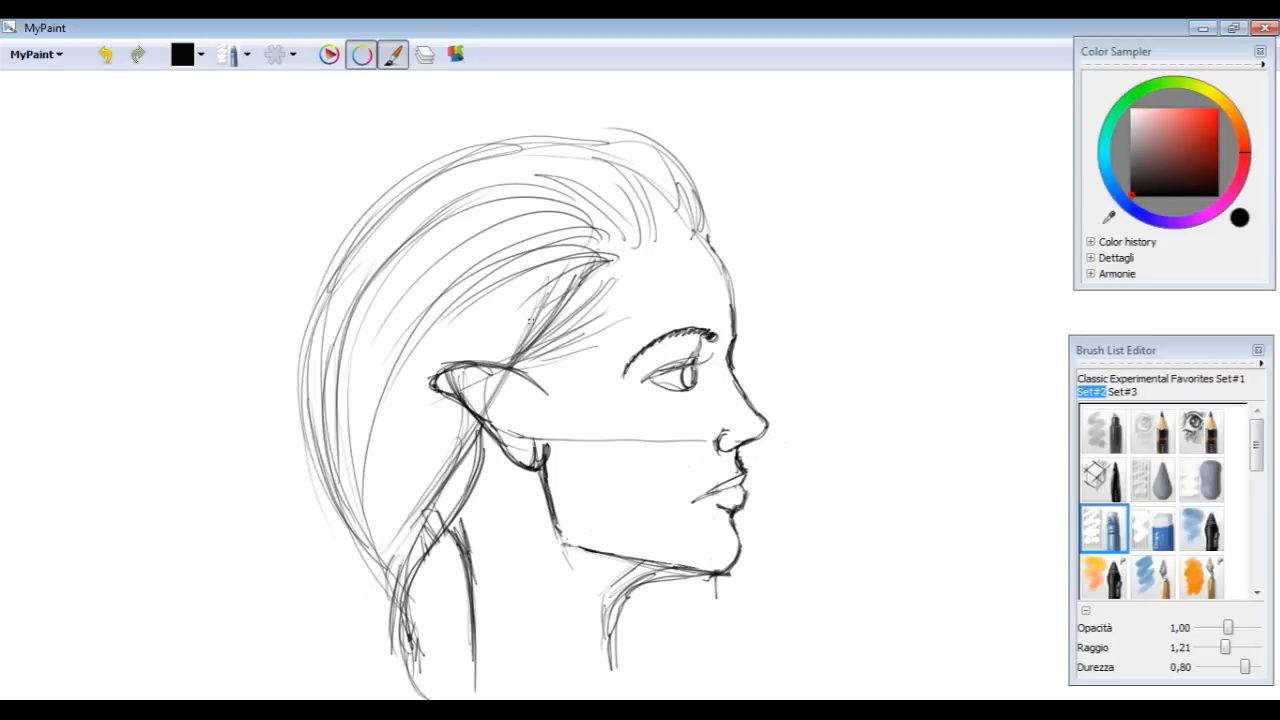 MyPaint
MyPaint
Color Sampler
Color history
Dettagli
Armonie
Brush List Editor
Classic Experimental Favorites Set#1
Set#2 Set#3
Opacità 1,00
Raggio 1,21
Durezza 0,80